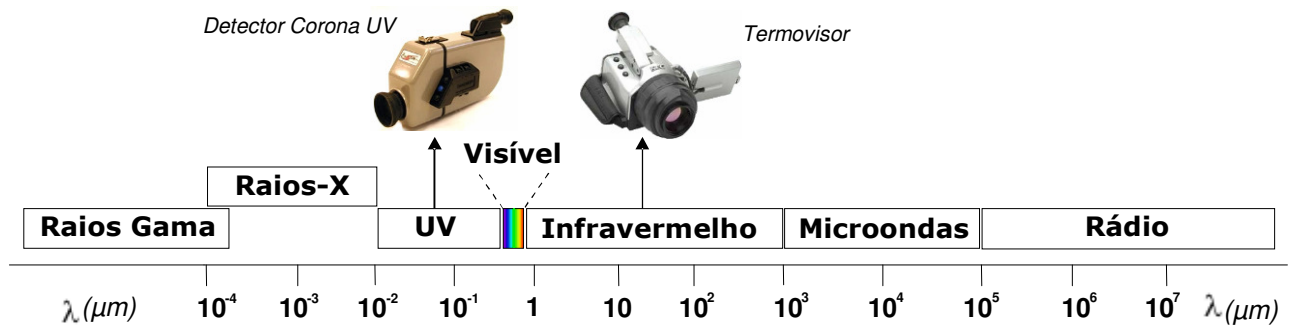 Detector Corona UV
Termovisor
Visível
Raios-X
Raios Gama
UV
Infravermelho
Microondas
Rádio
λ(µm) 10⁻⁴ 10⁻³ 10⁻² 10⁻¹ 1 10 10² 10³ 10⁴ 10⁵ 10⁶ 10⁷ λ(µm)